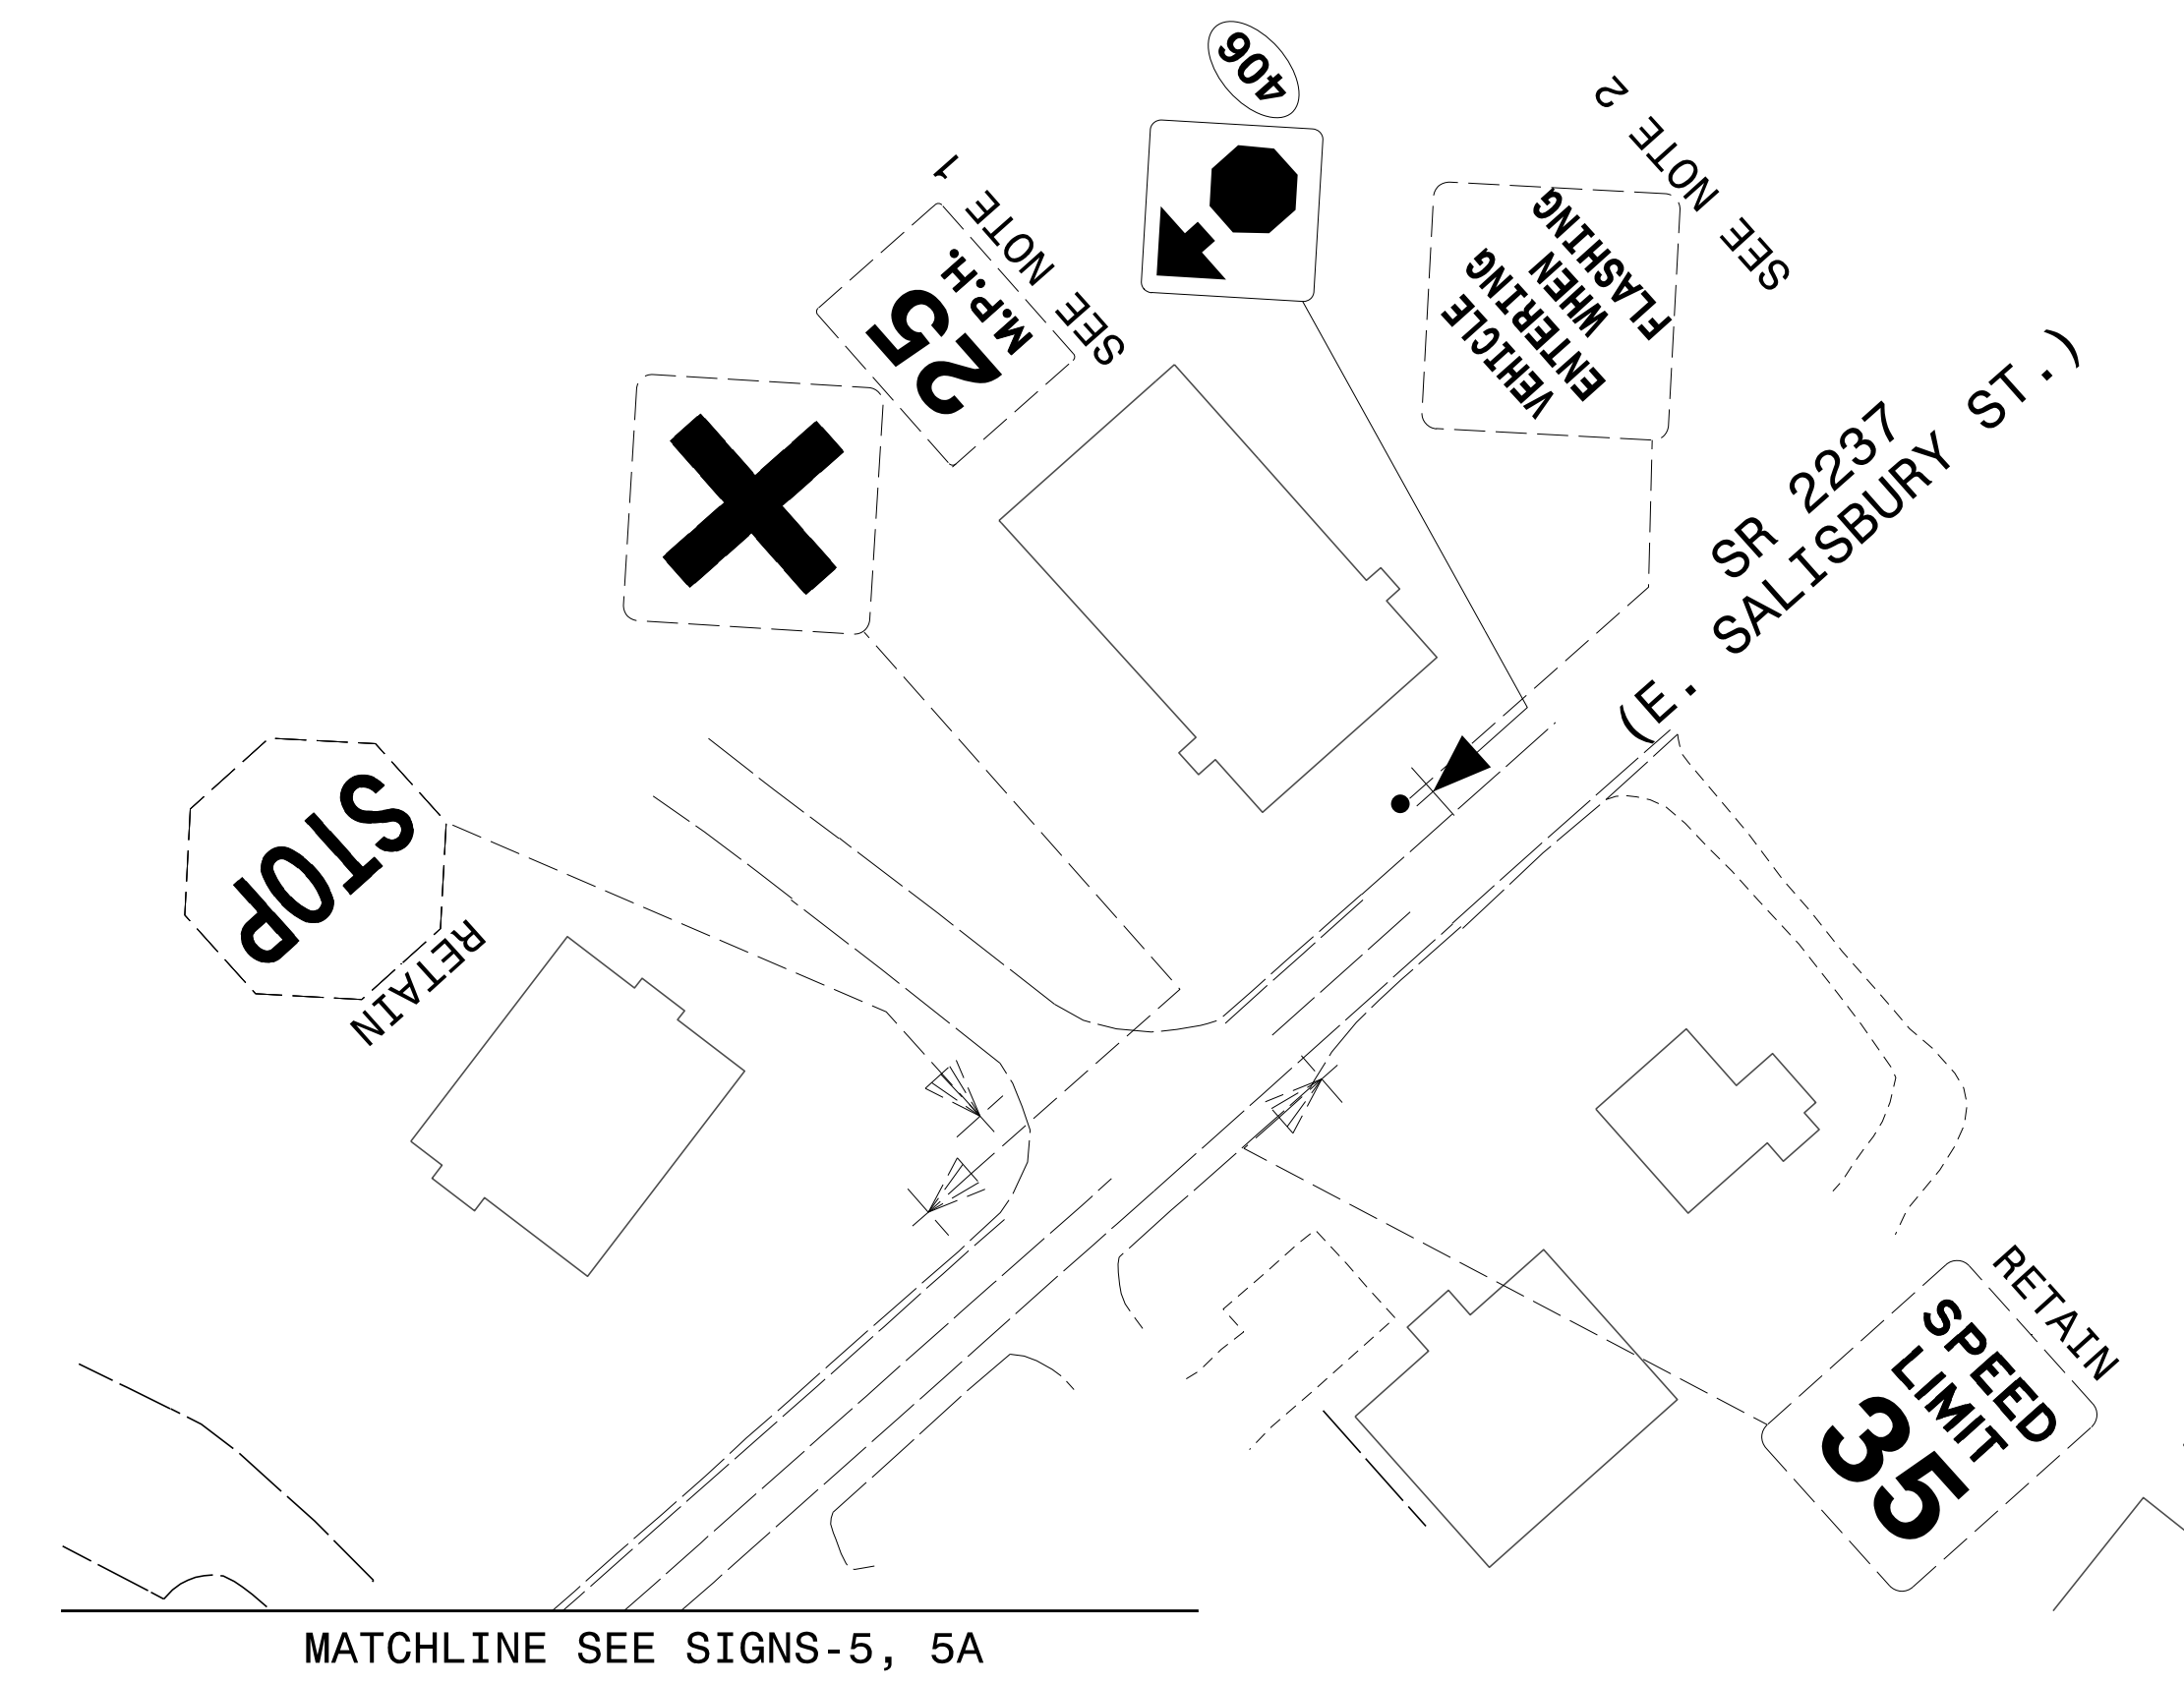 406
SEE NOTE 2
SEE NOTE 1
25
M.P.H.
VEHICLE
ENTERING
WHEN
FLASHING
SR 2237
(E. SALISBURY ST.)
STOP
RETAIN
RETAIN
SPEED
LIMIT
35
MATCHLINE SEE SIGNS-5, 5A